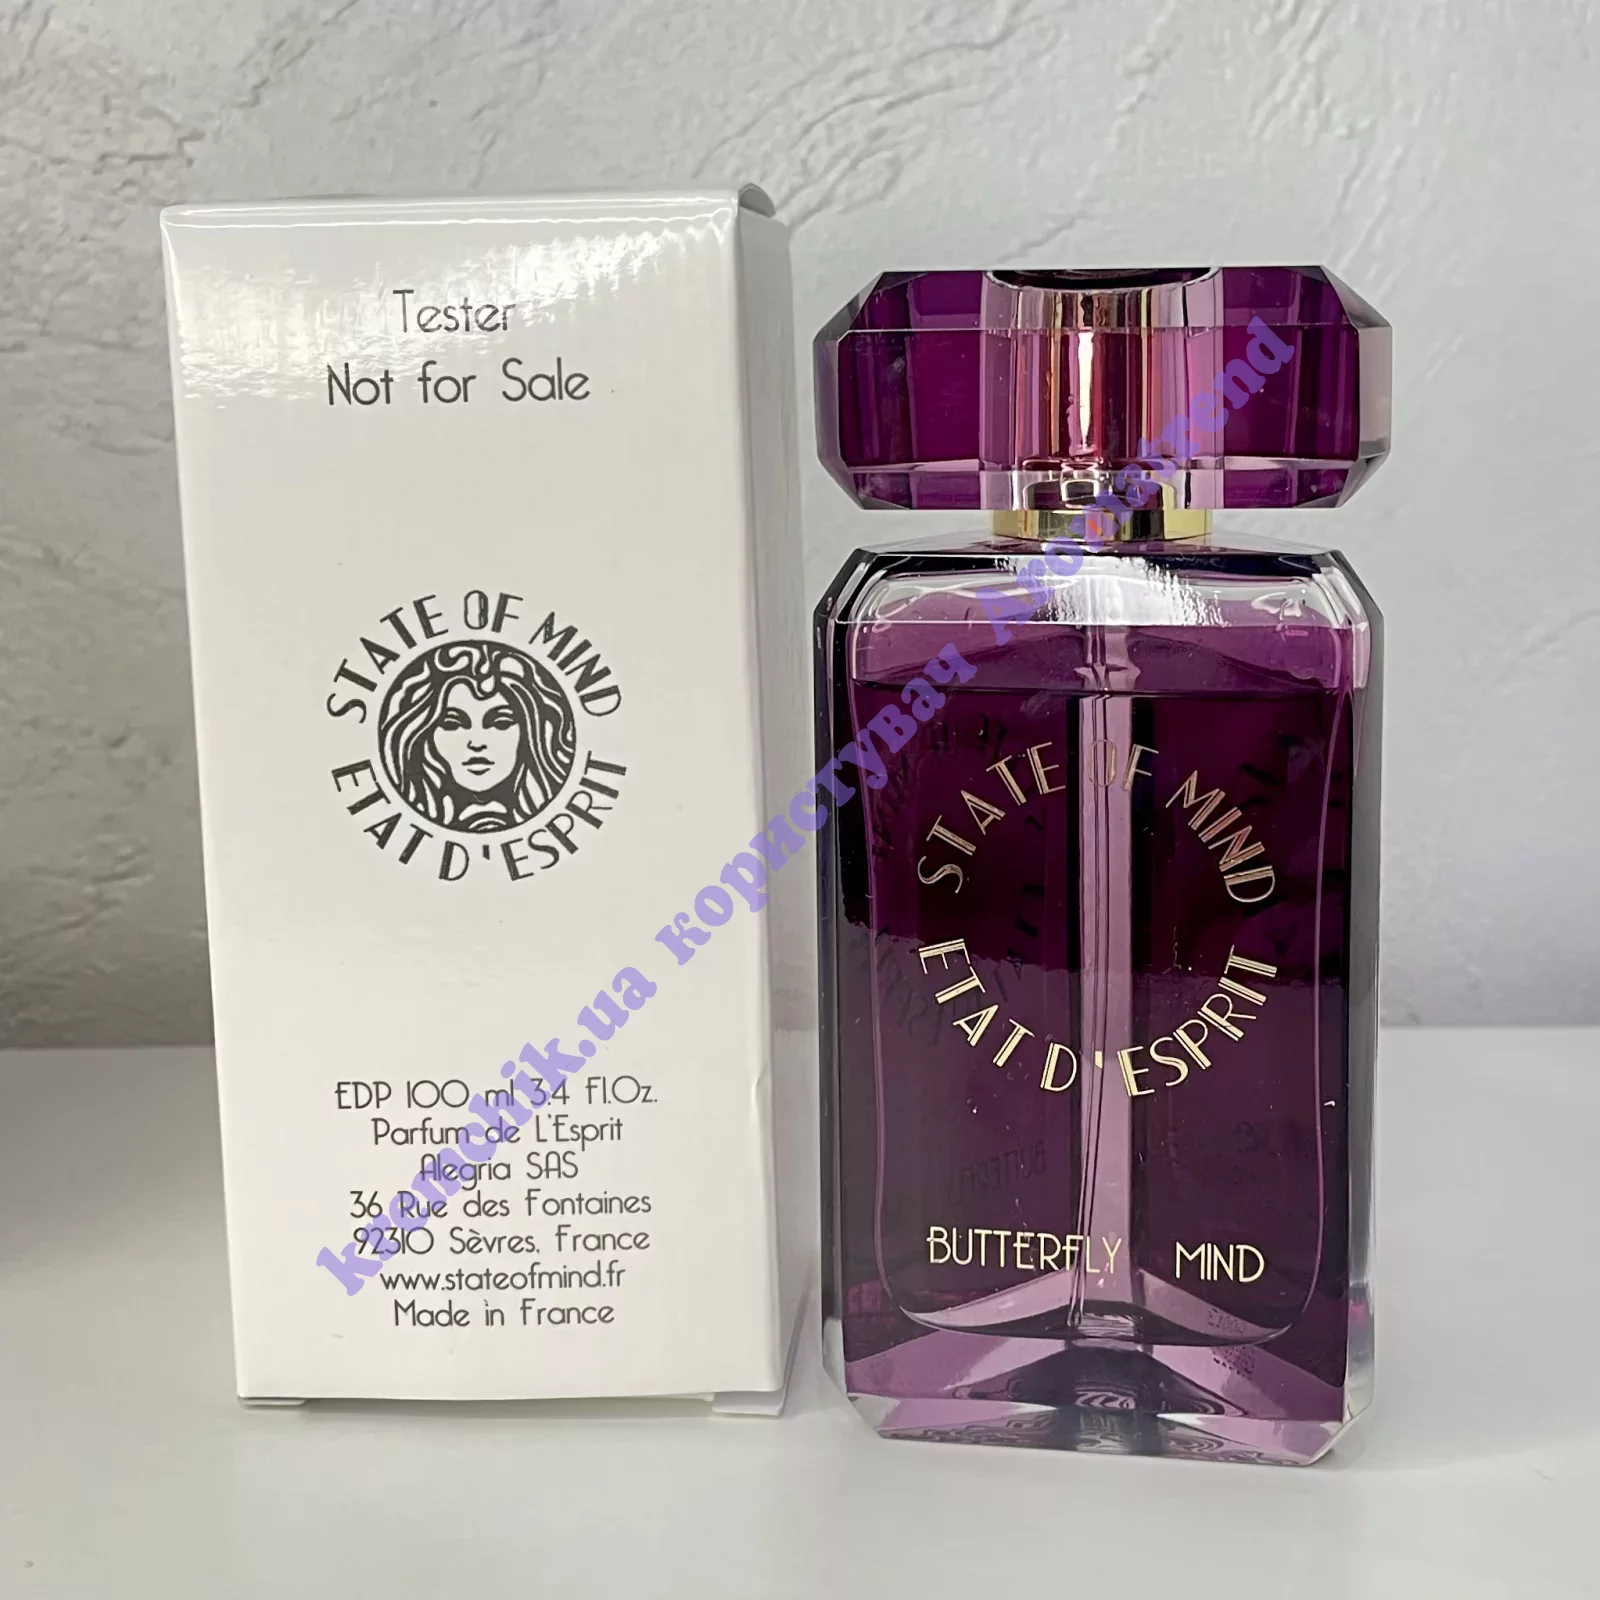 Tester
Not for Sale
STATE OF MIND
ETAT D'ESPRIT
EDP 100 ml 3.4 Fl.Oz.
Parfum de L'Esprit
Alegria SAS
36 Rue des Fontaines
92310 Sèvres. France
www.stateofmind.fr
Made in France
STATE OF MIND
ETAT D'ESPRIT
BUTTERFLY MIND
kremchik.ua користувач Aromatrend